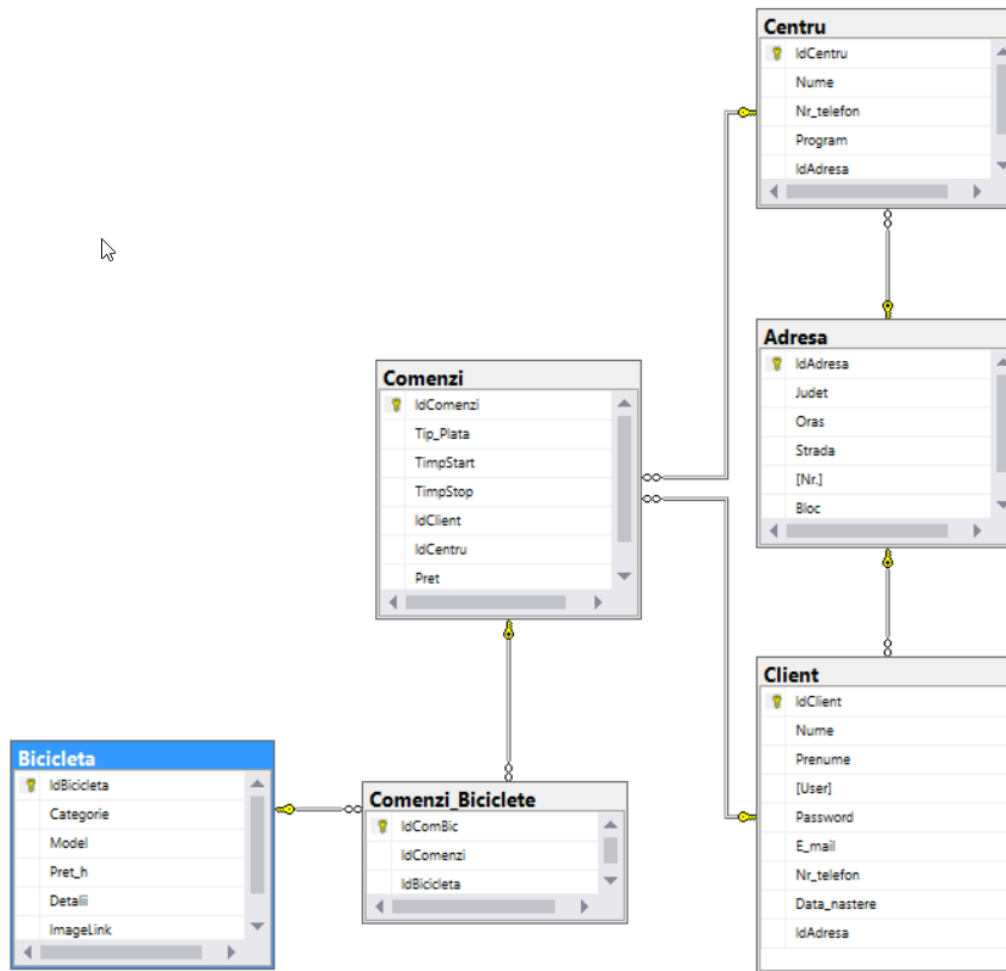 Centru
IdCentru
Nume
Nr_telefon
Program
IdAdresa
Adresa
IdAdresa
Judet
Oras
Strada
[Nr.]
Bloc
Comenzi
IdComenzi
Tip_Plata
TimpStart
TimpStop
IdClient
IdCentru
Pret
Client
IdClient
Nume
Prenume
[User]
Password
E_mail
Nr_telefon
Data_nastere
IdAdresa
Bicicleta
IdBicicleta
Categorie
Model
Pret_h
Detalii
ImageLink
Comenzi_Biciclete
IdComBic
IdComenzi
IdBicicleta